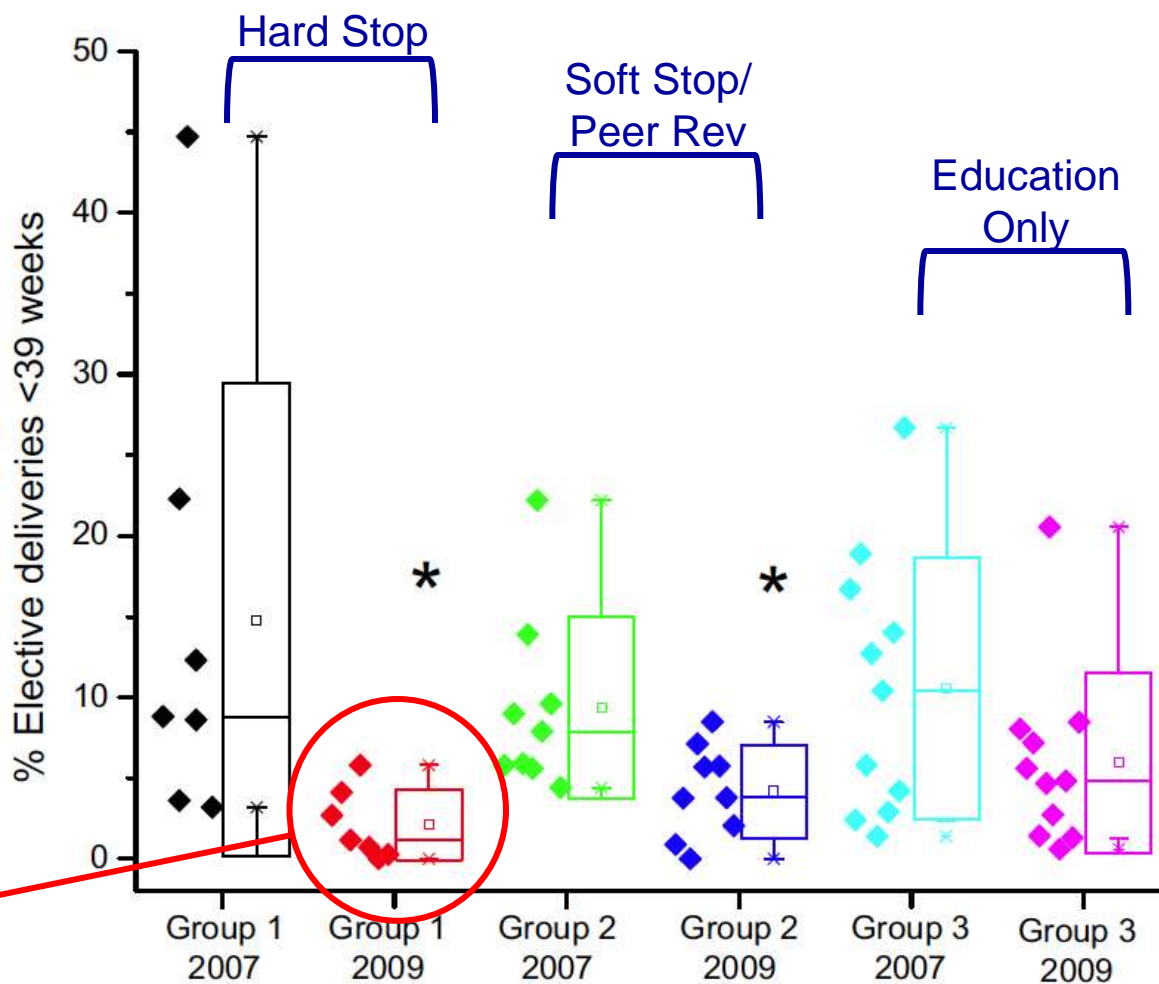 Hard Stop
Soft Stop/
Peer Rev
Education
Only
% Elective deliveries <39 weeks
50
40
30
20
10
0
*
*
Group 1
2007
Group 1
2009
Group 2
2007
Group 2
2009
Group 3
2007
Group 3
2009